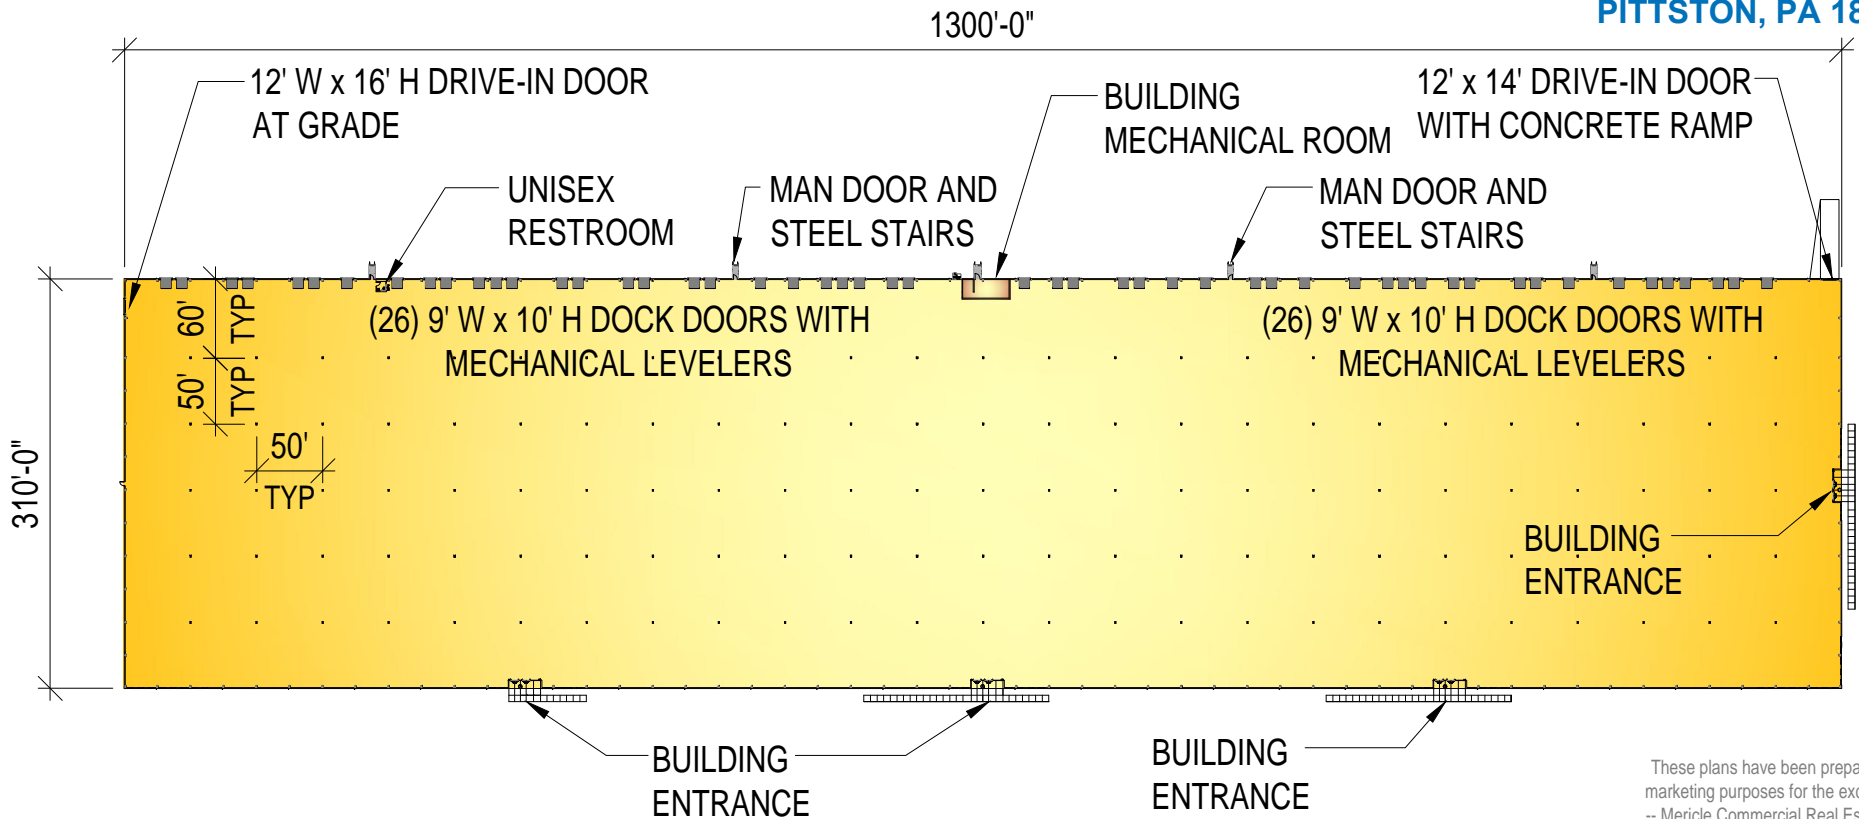 PITTSTON, PA 18
1300'-0"
12' W x 16' H DRIVE-IN DOOR
AT GRADE
BUILDING
MECHANICAL ROOM
12' x 14' DRIVE-IN DOOR
WITH CONCRETE RAMP
UNISEX
RESTROOM
MAN DOOR AND
STEEL STAIRS
MAN DOOR AND
STEEL STAIRS
60'
TYP
(26) 9' W x 10' H DOCK DOORS WITH
MECHANICAL LEVELERS
(26) 9' W x 10' H DOCK DOORS WITH
MECHANICAL LEVELERS
50'
TYP
50'
TYP
310'-0"
BUILDING
ENTRANCE
BUILDING
ENTRANCE
BUILDING
ENTRANCE
These plans have been prepa
marketing purposes for the exc
-- Mericle Commercial Real Es